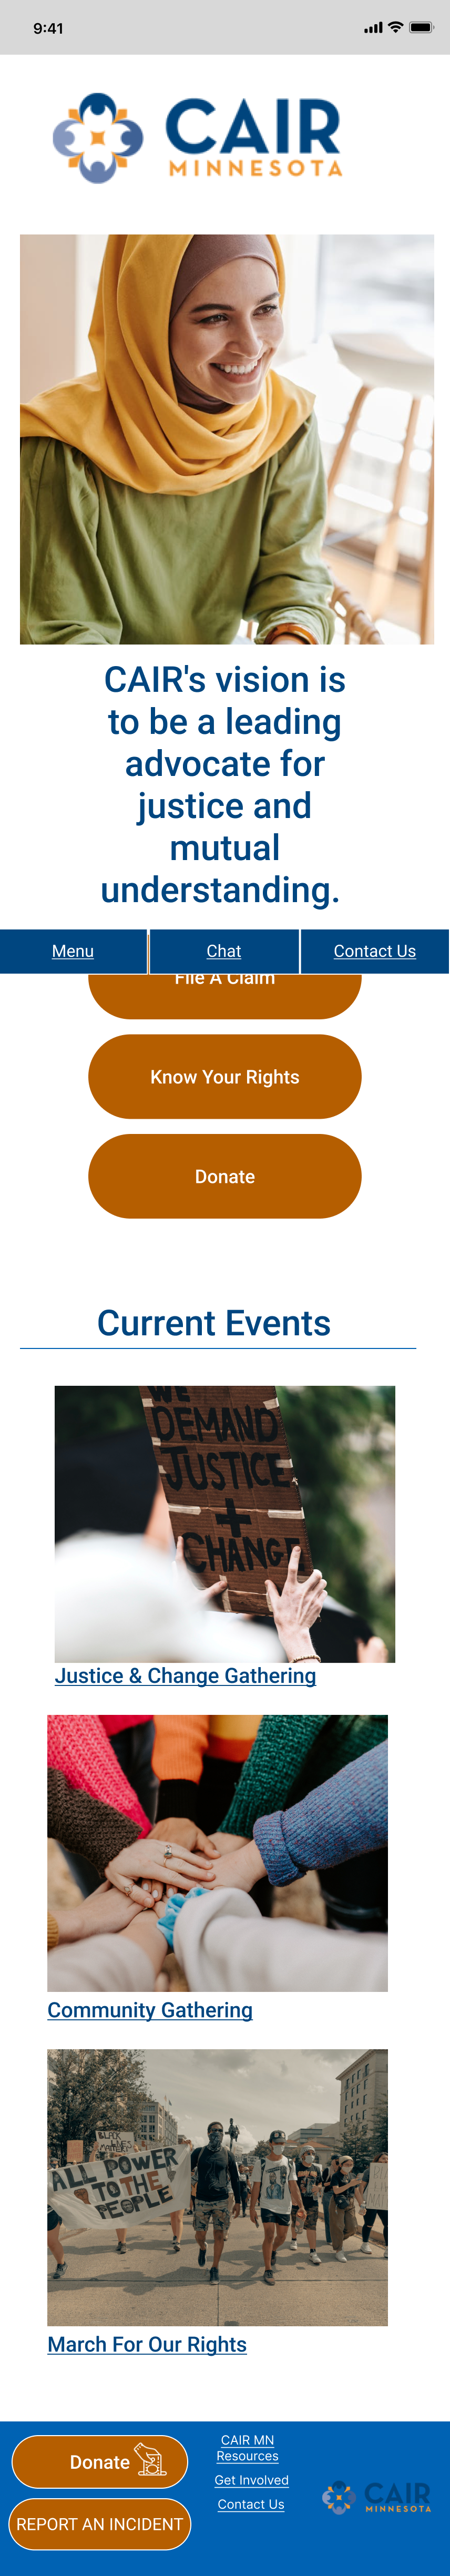 9:41
CAIR
MINNESOTA
CAIR's vision is
to be a leading
advocate for
justice and
mutual
understanding.
Menu Chat Contact Us
File A Claim
Know Your Rights
Donate
Current Events
WE
DEMAND
JUSTICE
+
CHANGE
Justice & Change Gathering
Community Gathering
BLACK
LIVES
MATTER
ALL POWER
TO THE
PEOPLE
March For Our Rights
Donate
REPORT AN INCIDENT
CAIR MN
Resources
Get Involved
Contact Us
CAIR
MINNESOTA